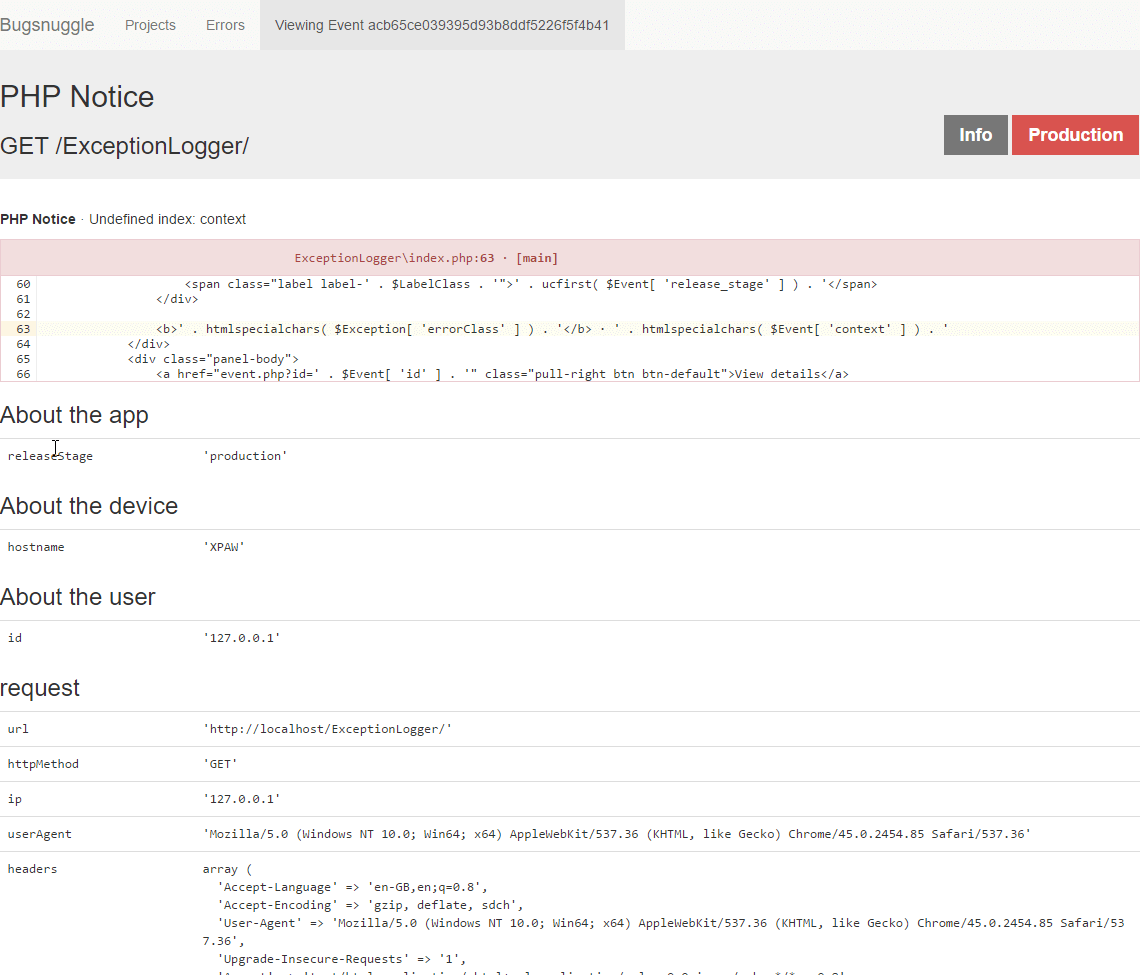 Bugsnuggle Projects Errors Viewing Event acb65ce039395d93b8ddf5226f5f4b41
PHP Notice
GET /ExceptionLogger/
Info Production
PHP Notice · Undefined index: context
ExceptionLogger\index.php:63 · [main]
60 <span class="label label-' . $LabelClass . '">' . ucfirst( $Event[ 'release_stage' ] ) . '</span>
61 </div>
62
63 <b>' . htmlspecialchars( $Exception[ 'errorClass' ] ) . '</b> · ' . htmlspecialchars( $Event[ 'context' ] ) . '
64 </div>
65 <div class="panel-body">
66 <a href="event.php?id=' . $Event[ 'id' ] . '" class="pull-right btn btn-default">View details</a>
About the app
releaseStage 'production'
About the device
hostname 'XPAW'
About the user
id '127.0.0.1'
request
url 'http://localhost/ExceptionLogger/'
httpMethod 'GET'
ip '127.0.0.1'
userAgent 'Mozilla/5.0 (Windows NT 10.0; Win64; x64) AppleWebKit/537.36 (KHTML, like Gecko) Chrome/45.0.2454.85 Safari/537.36'
headers array (
'Accept-Language' => 'en-GB,en;q=0.8',
'Accept-Encoding' => 'gzip, deflate, sdch',
'User-Agent' => 'Mozilla/5.0 (Windows NT 10.0; Win64; x64) AppleWebKit/537.36 (KHTML, like Gecko) Chrome/45.0.2454.85 Safari/53
7.36',
'Upgrade-Insecure-Requests' => '1',